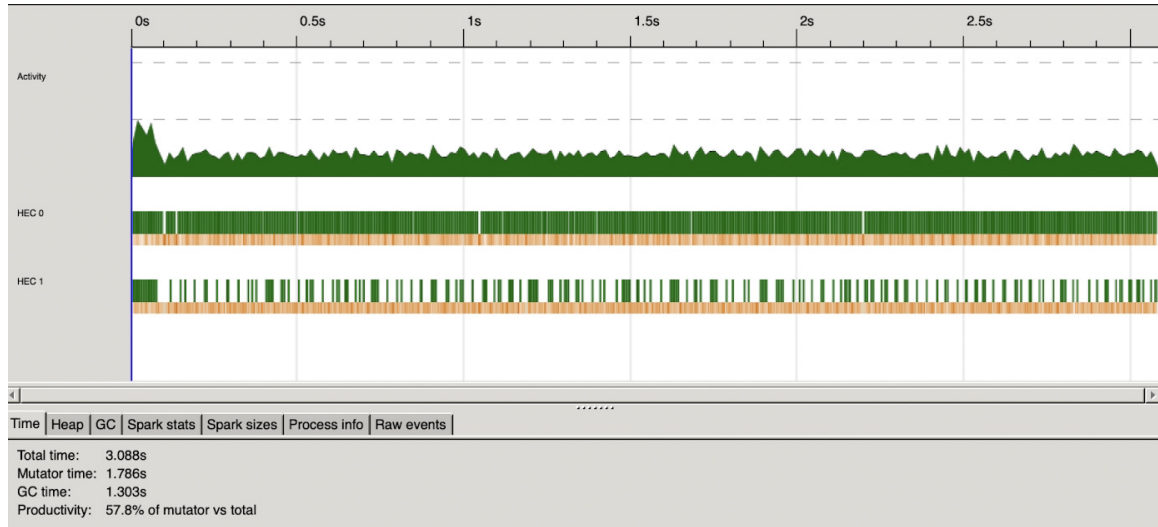 0s 0.5s 1s 1.5s 2s 2.5s
Activity
HEC 0
HEC 1
Time Heap GC Spark stats Spark sizes Process info Raw events
Total time: 3.088s
Mutator time: 1.786s
GC time: 1.303s
Productivity: 57.8% of mutator vs total